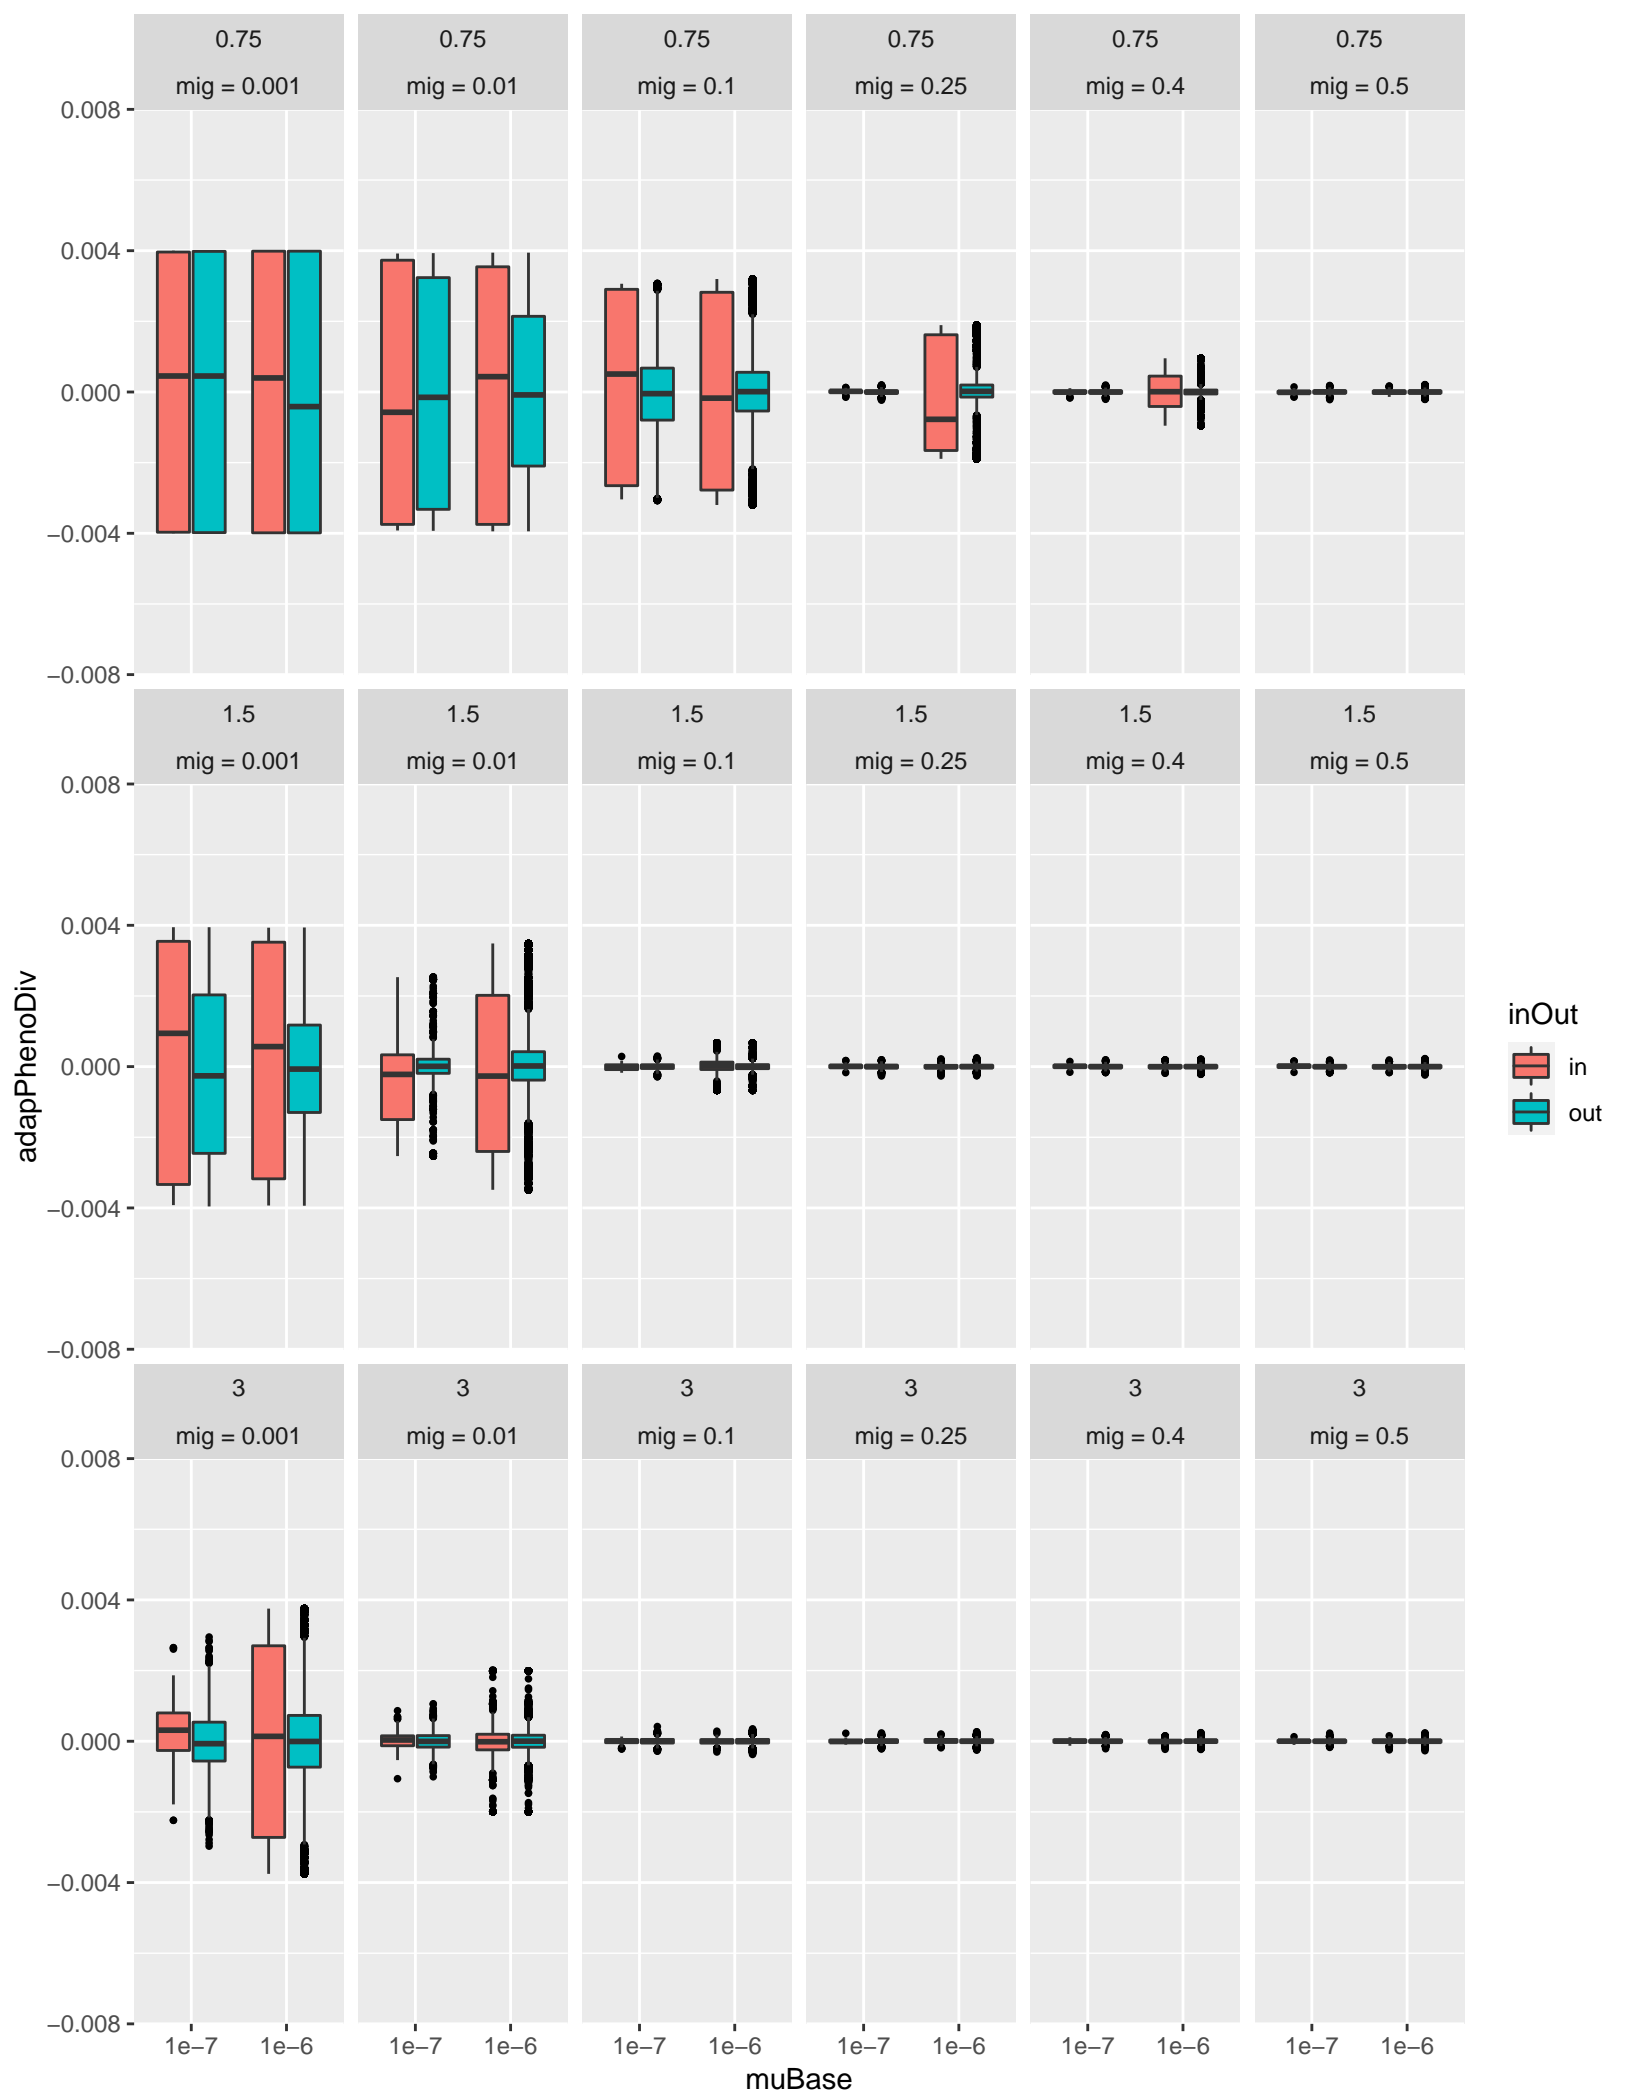 0.75 0.75 0.75 0.75 0.75 0.75
mig = 0.001 mig = 0.01 mig = 0.1 mig = 0.25 mig = 0.4 mig = 0.5
0.008
0.004
0.000
−0.004
−0.008
1.5 1.5 1.5 1.5 1.5 1.5
mig = 0.001 mig = 0.01 mig = 0.1 mig = 0.25 mig = 0.4 mig = 0.5
0.008
0.004
0.000
−0.004
−0.008
adapPhenoDiv
inOut
in
out
3 3 3 3 3 3
mig = 0.001 mig = 0.01 mig = 0.1 mig = 0.25 mig = 0.4 mig = 0.5
0.008
0.004
0.000
−0.004
−0.008
1e−7 1e−6 1e−7 1e−6 1e−7 1e−6 1e−7 1e−6 1e−7 1e−6 1e−7 1e−6
muBase